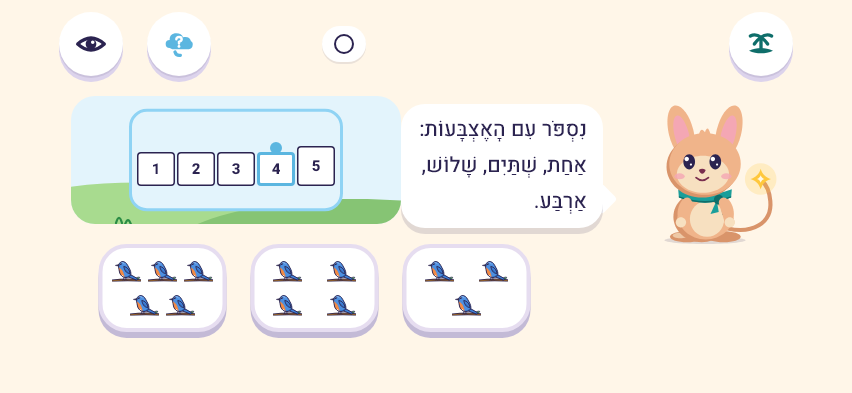 ?
נִסְפֹּר עִם הָאֶצְבָּעוֹת:
אַחַת, שְׁתַּיִם, שָׁלוֹשׁ,
אַרְבַּע.
1 2 3 4 5